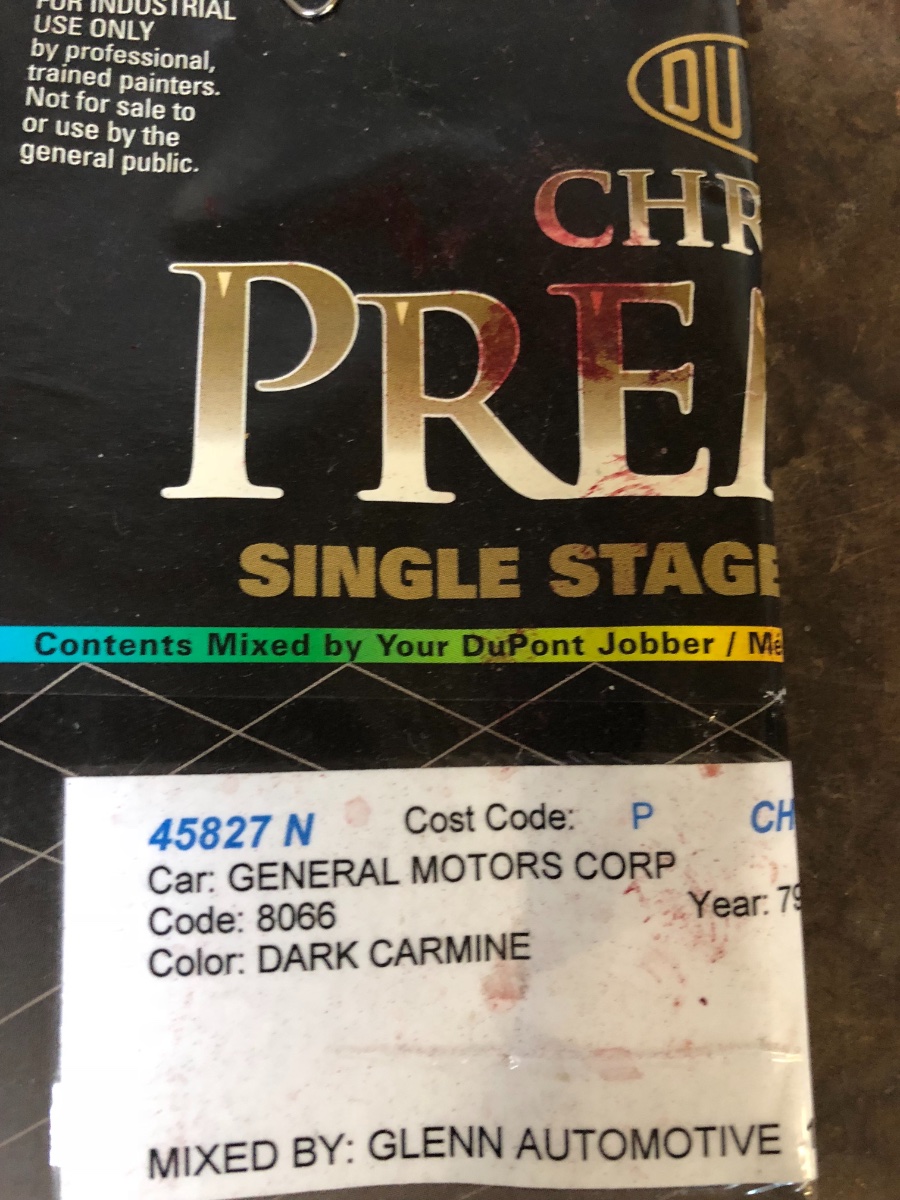 FOR INDUSTRIAL
USE ONLY
by professional,
trained painters.
Not for sale to
or use by the
general public.
DU
CHR
PRE
SINGLE STAGE
Contents Mixed by Your DuPont Jobber / Mé
45827 N Cost Code: P CH
Car: GENERAL MOTORS CORP
Year: 79
Code: 8066
Color: DARK CARMINE
MIXED BY: GLENN AUTOMOTIVE